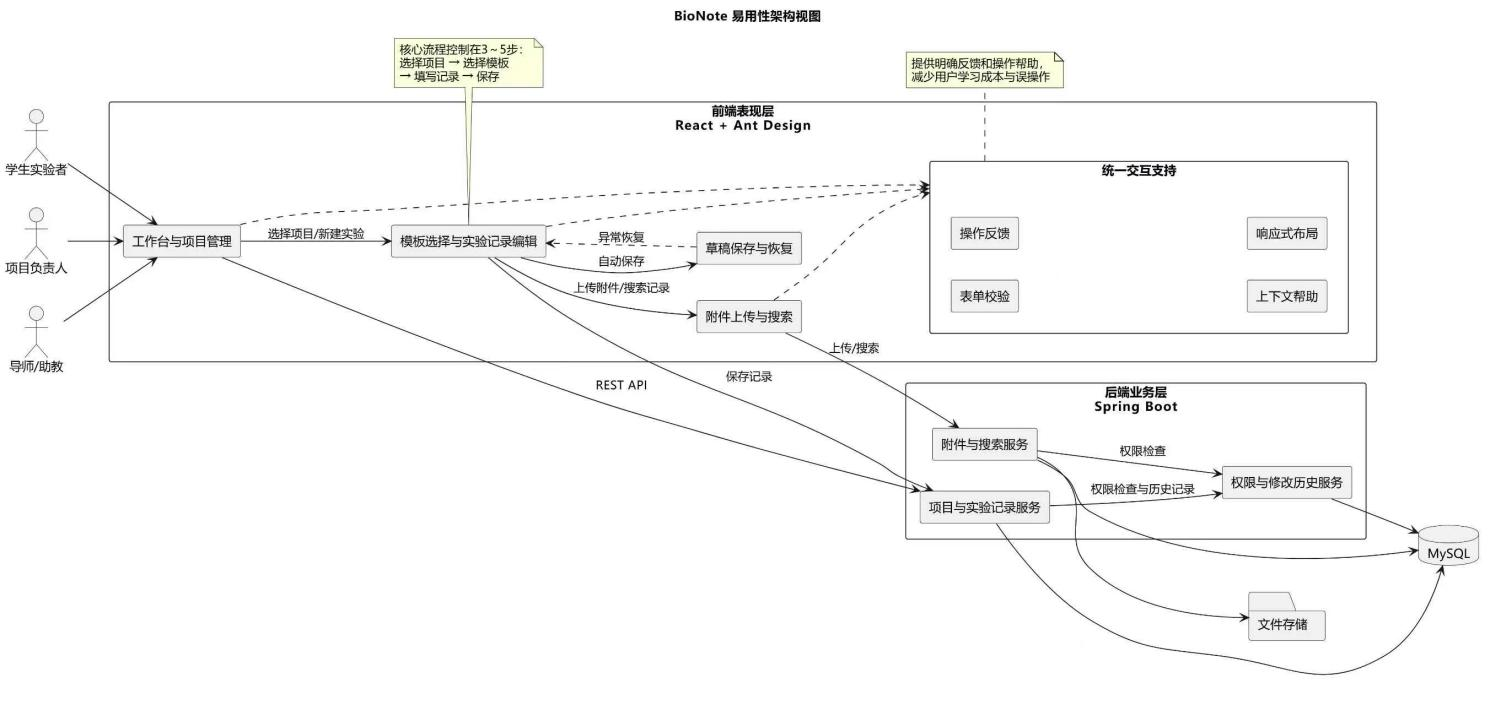 BioNote 易用性架构视图
核心流程控制在3～5步：
选择项目 → 选择模板
→ 填写记录 → 保存
提供明确反馈和操作帮助，
减少用户学习成本与误操作
前端表现层
React + Ant Design
学生实验者
项目负责人
导师/助教
工作台与项目管理
选择项目/新建实验
模板选择与实验记录编辑
异常恢复
自动保存
草稿保存与恢复
上传附件/搜索记录
附件上传与搜索
统一交互支持
操作反馈
响应式布局
表单校验
上下文帮助
上传/搜索
REST API
保存记录
后端业务层
Spring Boot
附件与搜索服务
权限检查
权限检查与历史记录
权限与修改历史服务
项目与实验记录服务
MySQL
文件存储